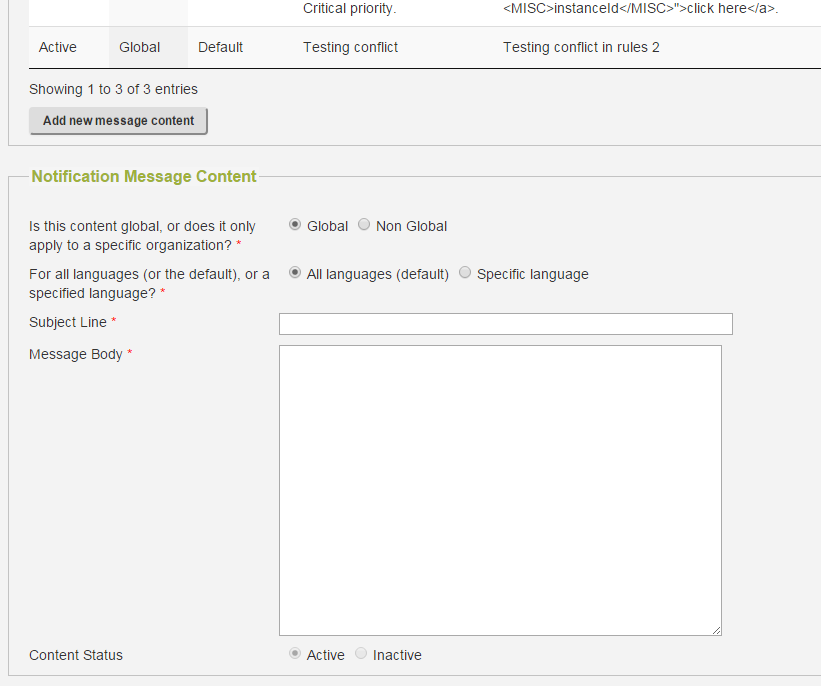 Critical priority. <MISC>instanceId</MISC>">click here</a>.
Active Global Default Testing conflict Testing conflict in rules 2
Showing 1 to 3 of 3 entries
Add new message content
Notification Message Content
Is this content global, or does it only
apply to a specific organization? *
Global Non Global
For all languages (or the default), or a
specified language? *
All languages (default) Specific language
Subject Line *
Message Body *
Content Status Active Inactive